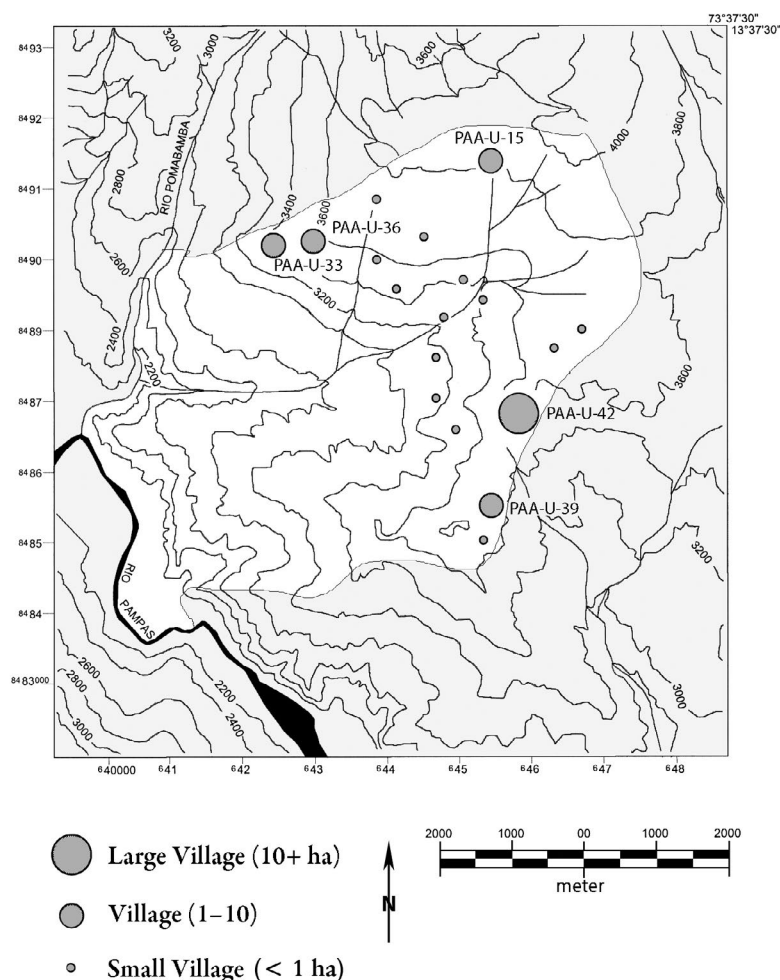 73°37'30"
13°37'30"
8493
8492
8491
8490
8489
8487
8486
8485
8484
84 83000
3200
3000
3600
4000
3800
2800
2600
2400
2200
RIO POMABAMBA
PAA-U-15
3400
3600
PAA-U-36
PAA-U-33
3200
3600
PAA-U-42
PAA-U-39
3200
3000
RIO
PAMPAS
2600
2800
3000
2200
2400
640000
641
642
643
644
645
646
647
648
Large Village (10+ ha)
Village (1–10)
Small Village (< 1 ha)
N
2000 1000 00 1000 2000
meter